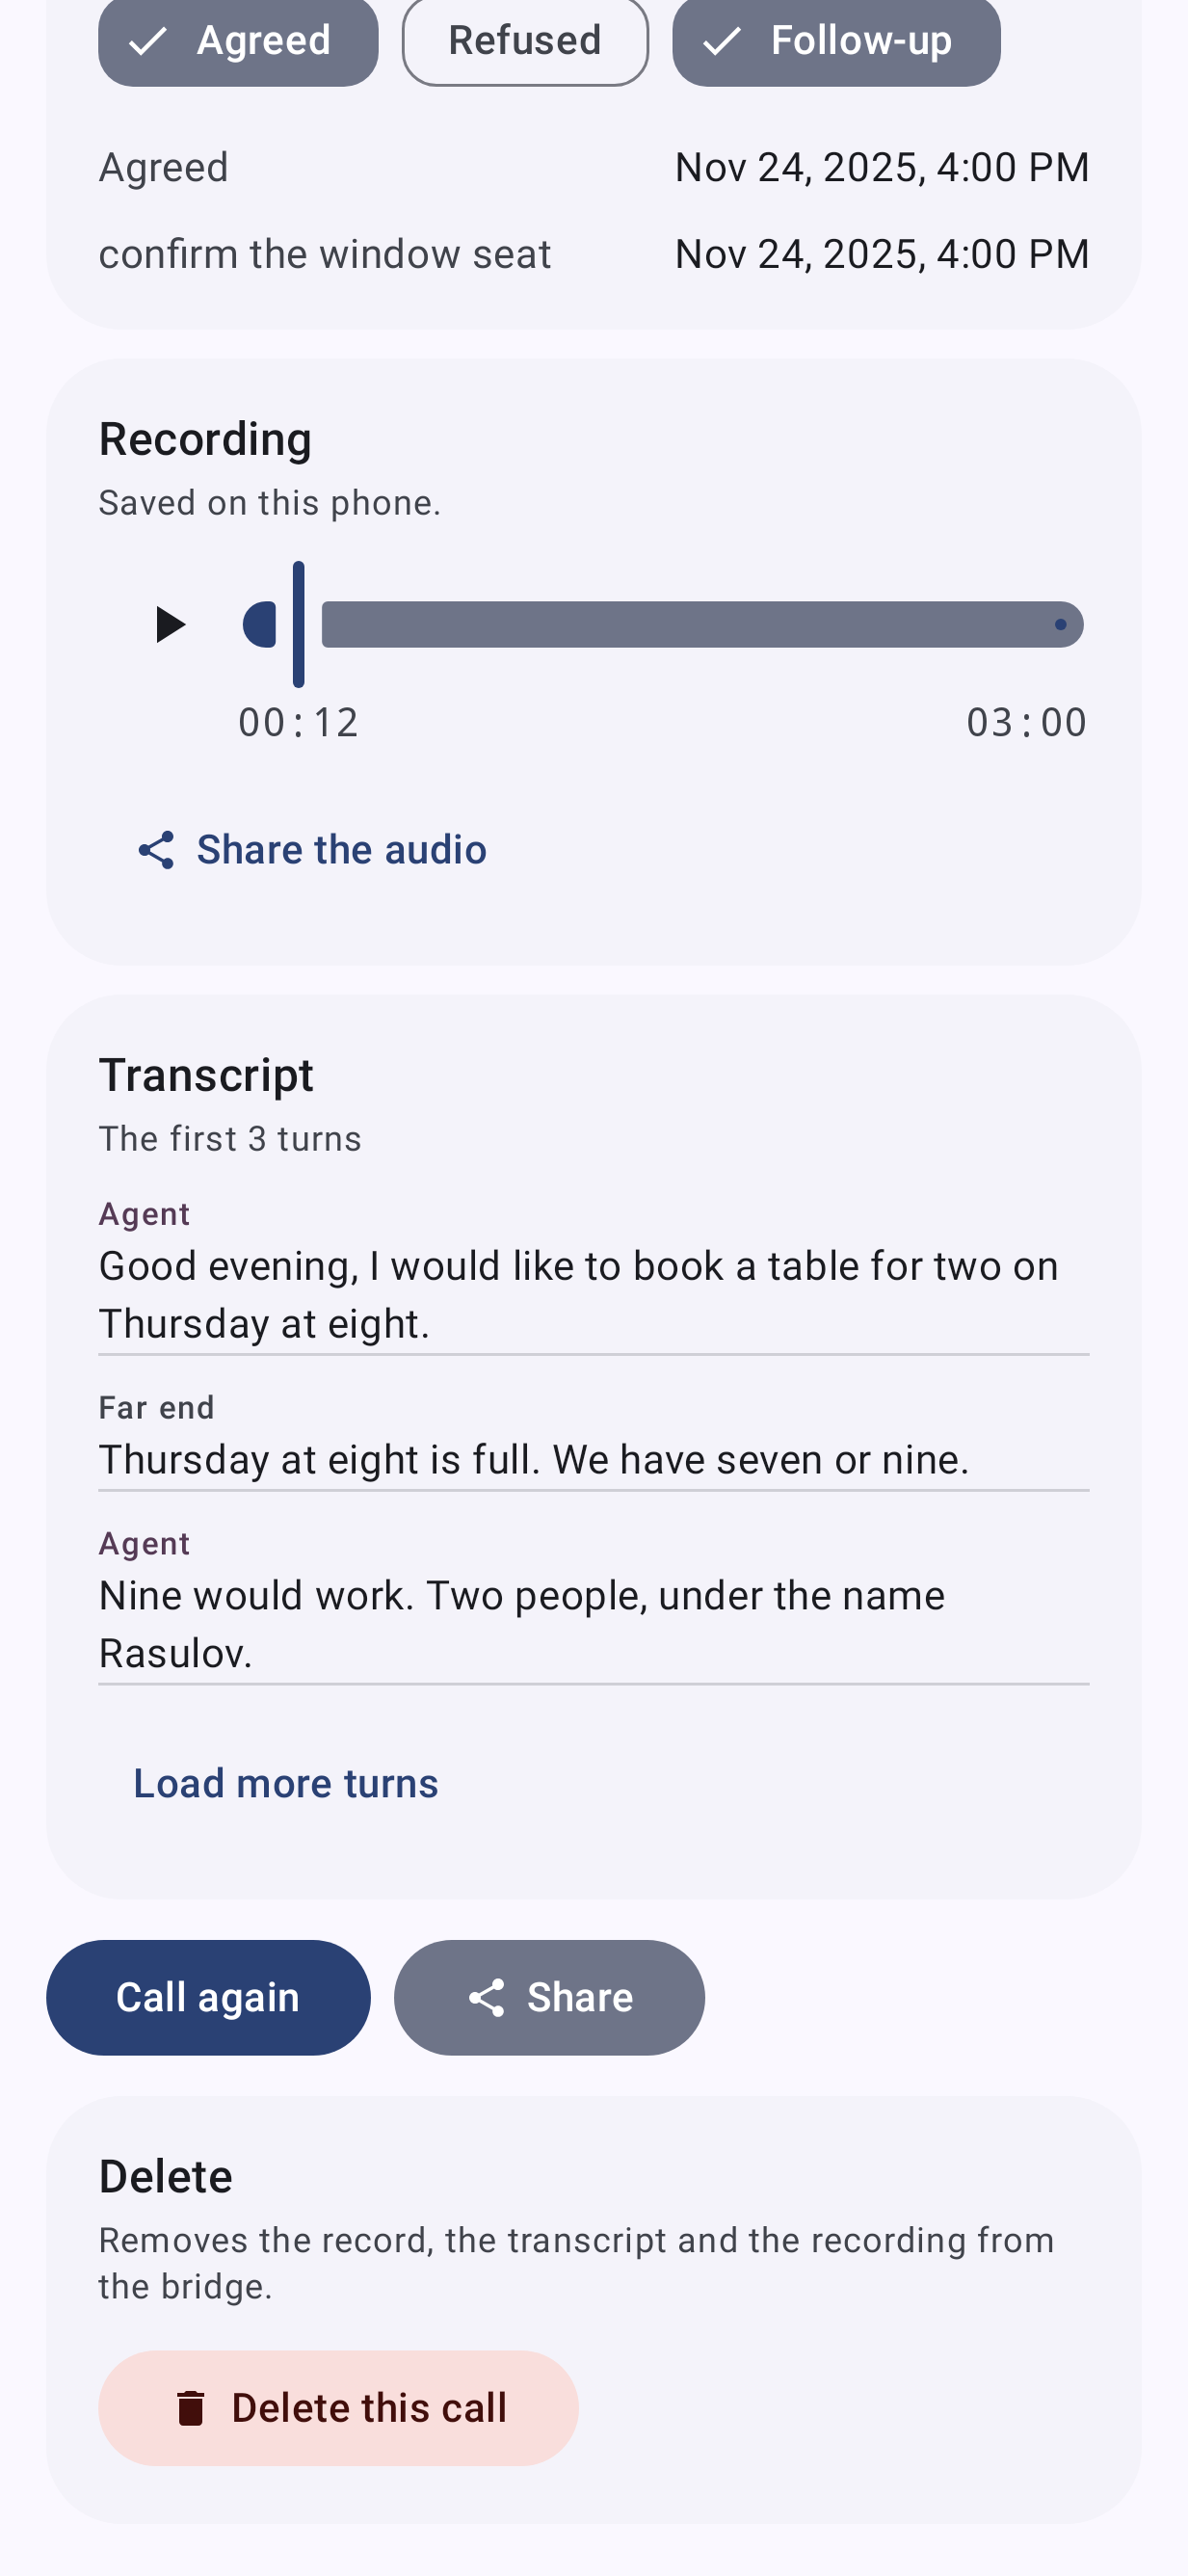 Agreed
Refused
Follow-up
Agreed
Nov 24, 2025, 4:00 PM
confirm the window seat
Nov 24, 2025, 4:00 PM
Recording
Saved on this phone.
00:12
03:00
Share the audio
Transcript
The first 3 turns
Agent
Good evening, I would like to book a table for two on
Thursday at eight.
Far end
Thursday at eight is full. We have seven or nine.
Agent
Nine would work. Two people, under the name
Rasulov.
Load more turns
Call again
Share
Delete
Removes the record, the transcript and the recording from
the bridge.
Delete this call